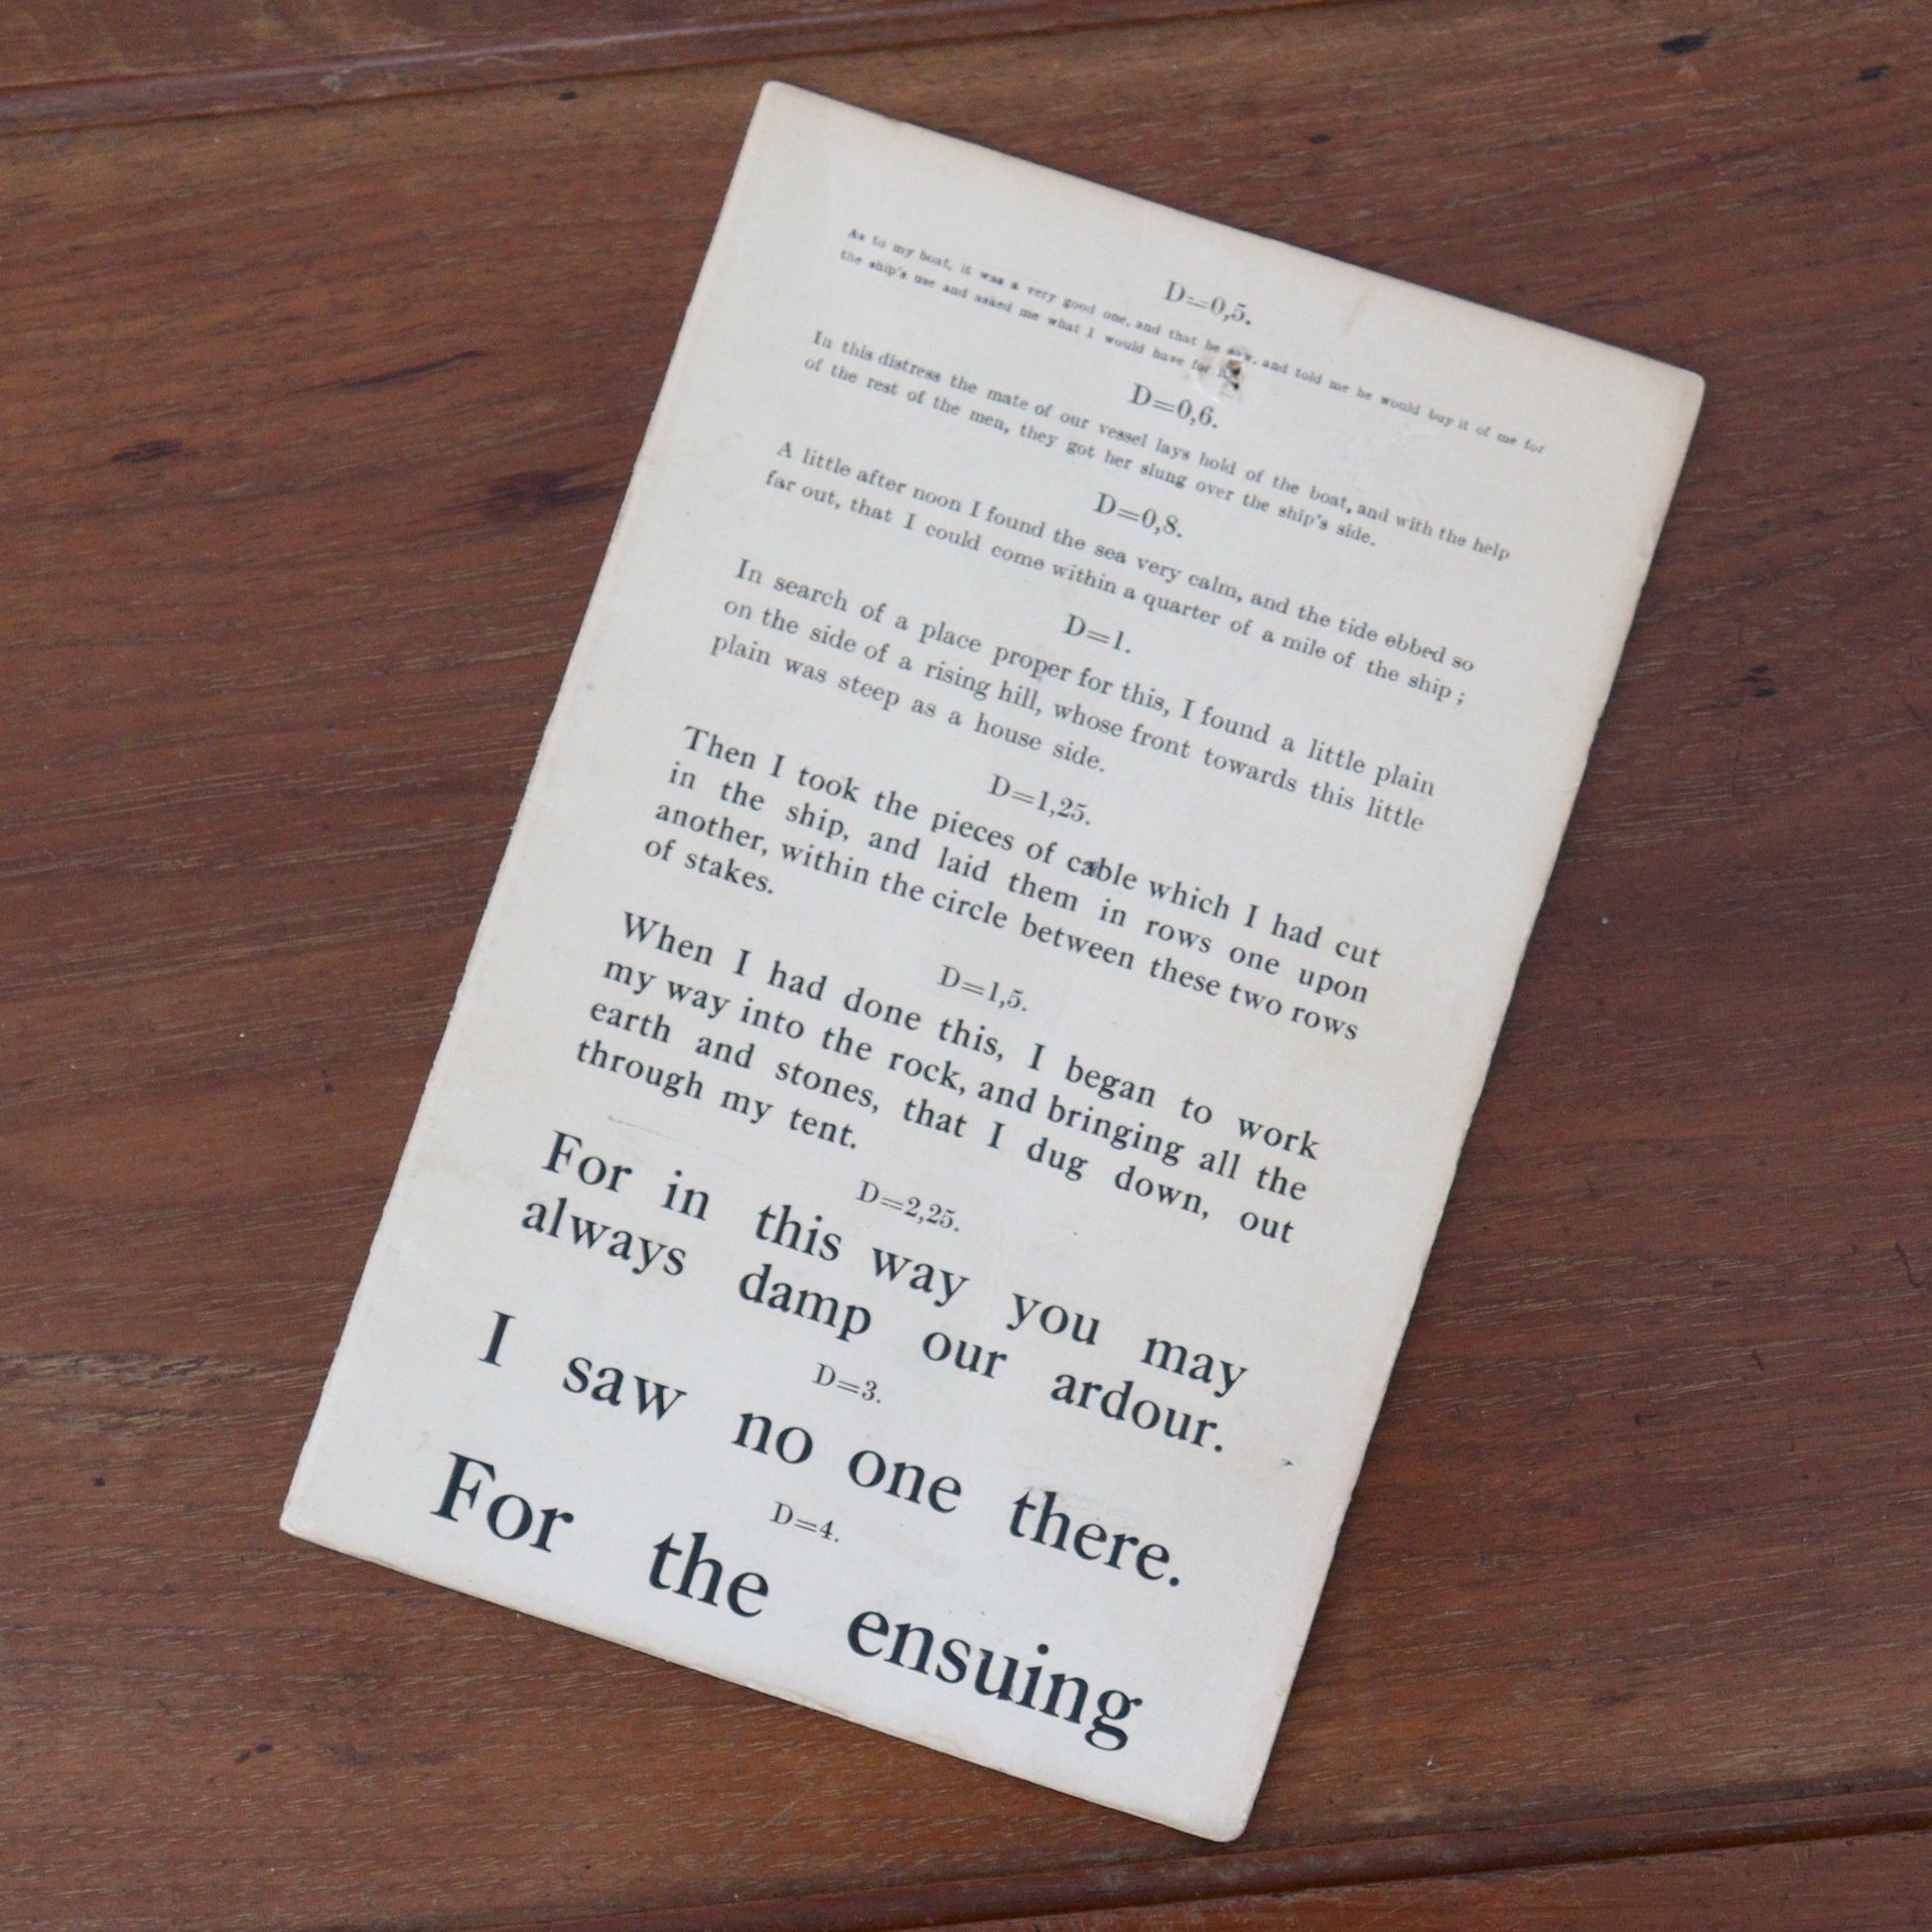 D=0,5.
As to my boat, it was a very good one, and that he saw, and told me he would buy it of me for
the ship's use and asked me what I would have for
D=0,6.
In this distress the mate of our vessel lays hold of the boat, and with the help
of the rest of the men, they got her slung over the ship's side.
D=0,8.
A little after noon I found the sea very calm, and the tide ebbed so
far out, that I could come within a quarter of a mile of the ship;
D=1.
In search of a place proper for this, I found a little plain
on the side of a rising hill, whose front towards this little
plain was steep as a house side.
D=1,25.
Then I took the pieces of cable which I had cut
in the ship, and laid them in rows one upon
another, within the circle between these two rows
of stakes.
D=1,5.
When I had done this, I began to work
my way into the rock, and bringing all the
earth and stones, that I dug down, out
through my tent.
D=2,25.
For in this way you may
always damp our ardour.
D=3.
I saw no one there.
D=4.
For the ensuing